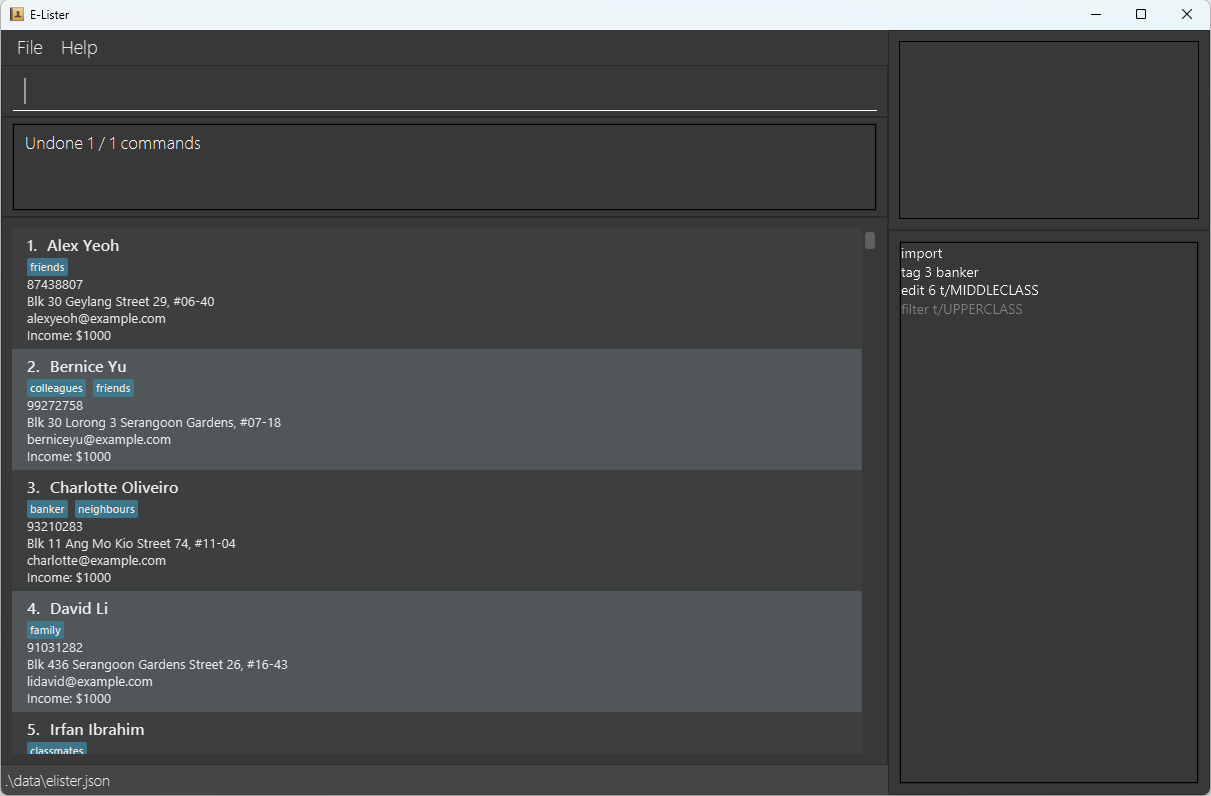 E-Lister
File Help
Undone 1 / 1 commands
1. Alex Yeoh
friends
87438807
Blk 30 Geylang Street 29, #06-40
alexyeoh@example.com
Income: $1000
2. Bernice Yu
colleagues friends
99272758
Blk 30 Lorong 3 Serangoon Gardens, #07-18
berniceyu@example.com
Income: $1000
3. Charlotte Oliveiro
banker neighbours
93210283
Blk 11 Ang Mo Kio Street 74, #11-04
charlotte@example.com
Income: $1000
4. David Li
family
91031282
Blk 436 Serangoon Gardens Street 26, #16-43
lidavid@example.com
Income: $1000
5. Irfan Ibrahim
classmates
.\data\elister.json
import
tag 3 banker
edit 6 t/MIDDLECLASS
filter t/UPPERCLASS